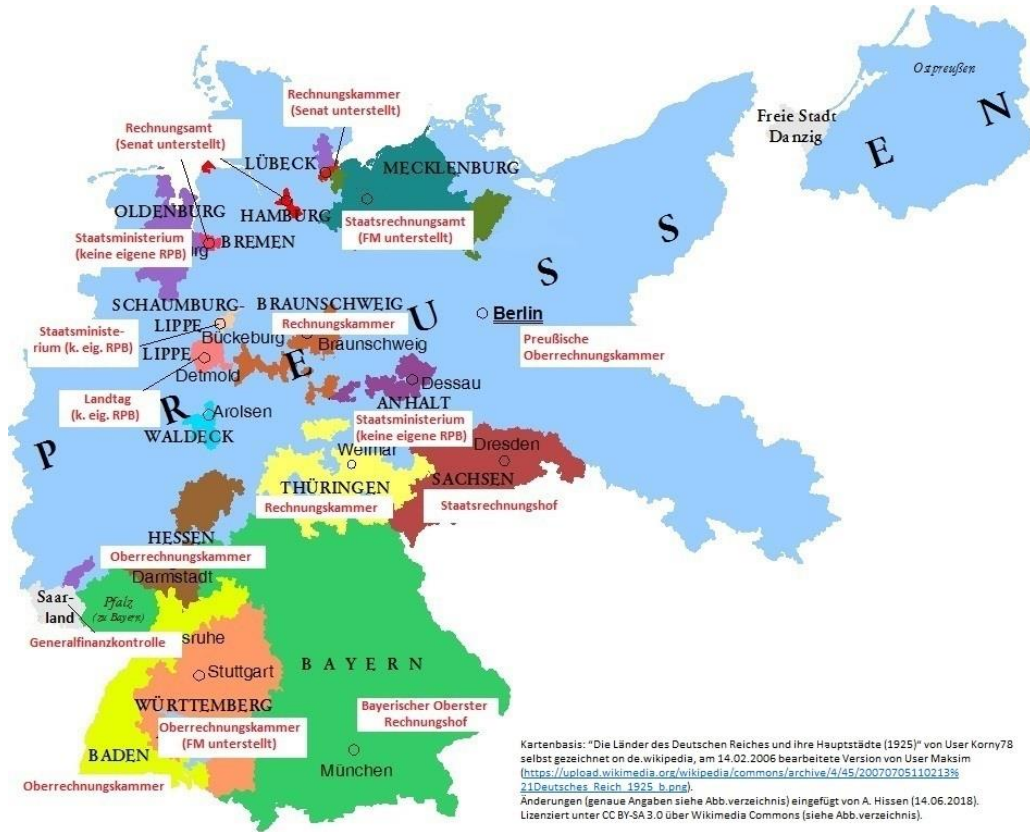 Ostpreußen
Rechnungskammer
(Senat unterstellt)
Freie Stadt
Danzig
Rechnungsamt
(Senat unterstellt)
LÜBECK
MECKLENBURG
OLDENBURG
HAMBURG
Staatsrechnungsamt
(FM unterstellt)
Staatsministerium
(keine eigene RPB)
BREMEN
rg
SCHAUMBURG-
LIPPE
BRAUNSCHWEIG
Staatsministe-
rium (k. eig. RPB)
Bückeburg
Rechnungskammer
Braunschweig
Berlin
Preußische
Oberrechnungskammer
LIPPE
Detmold
Landtag
(k. eig. RPB)
Dessau
ANHALT
Arolsen
WALDECK
Staatsministerium
(keine eigene RPB)
P R E U S S E N
Weimar
Dresden
THÜRINGEN
SACHSEN
Rechnungskammer
Staatsrechnungshof
HESSEN
Oberrechnungskammer
Darmstadt
Saar-
land
Pfalz
(zu Bayern)
Generalfinanzkontrolle
sruhe
Stuttgart
BAYERN
WÜRTTEMBERG
Bayerischer Oberster
Rechnungshof
Oberrechnungskammer
(FM unterstellt)
BADEN
München
Oberrechnungskammer
Kartenbasis: "Die Länder des Deutschen Reiches und ihre Hauptstädte (1925)" von User Korny78
selbst gezeichnet on de.wikipedia, am 14.02.2006 bearbeitete Version von User Maksim
(https://upload.wikimedia.org/wikipedia/commons/archive/4/45/20070705110213%
21Deutsches_Reich_1925_b.png).
Änderungen (genaue Angaben siehe Abb.verzeichnis) eingefügt von A. Hissen (14.06.2018).
Lizenziert unter CC BY-SA 3.0 über Wikimedia Commons (siehe Abb.verzeichnis).